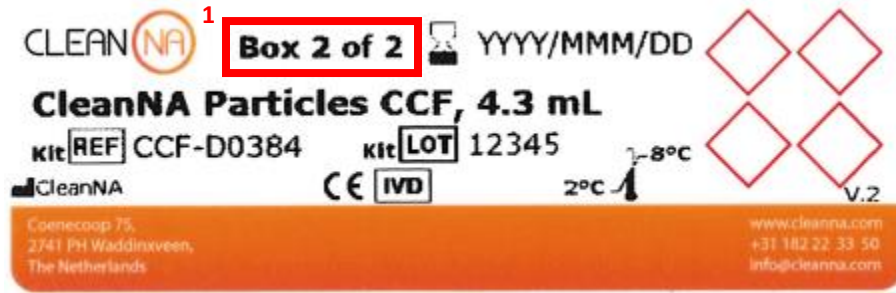 CLEAN NA 1 Box 2 of 2 YYYY/MMM/DD
CleanNA Particles CCF, 4.3 mL
Kit REF CCF-D0384 Kit LOT 12345 2°C -8°C
CleanNA CE IVD V.2
Coenecoop 75, www.cleanna.com
2741 PH Waddinxveen, +31 182 22 33 50
The Netherlands info@cleanna.com